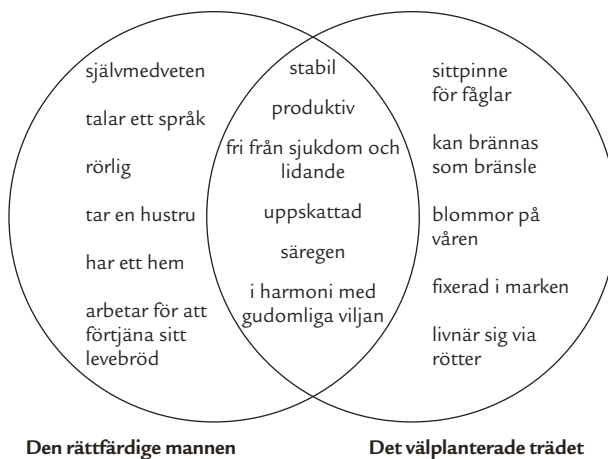 självmedveten
talar ett språk
rörlig
tar en hustru
har ett hem
arbetar för att
förtjäna sitt
levebröd
stabil
produktiv
fri från sjukdom och
lidande
uppskattad
säregen
i harmoni med
gudomliga viljan
sittpinne
för fåglar
kan brännas
som bränsle
blommor på
våren
fixerad i marken
livnär sig via
rötter
Den rättfärdige mannen
Det välplanterade trädet